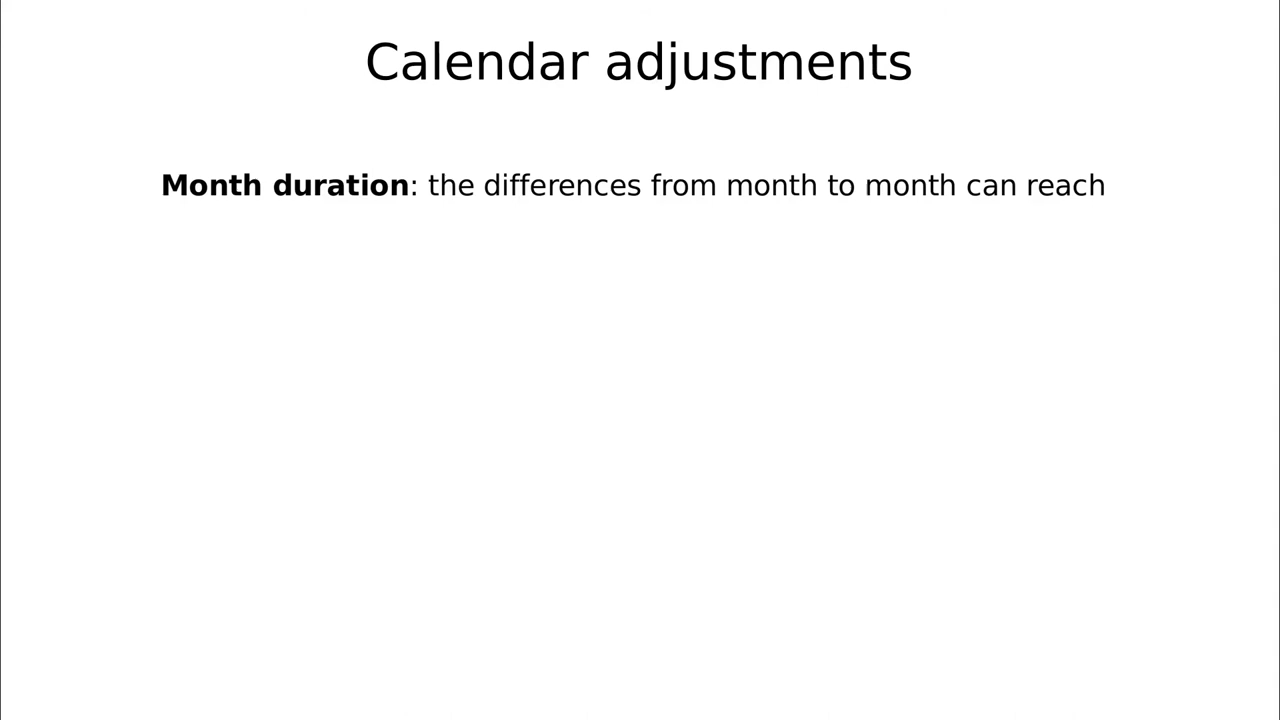 Calendar adjustments
Month duration: the differences from month to month can reach